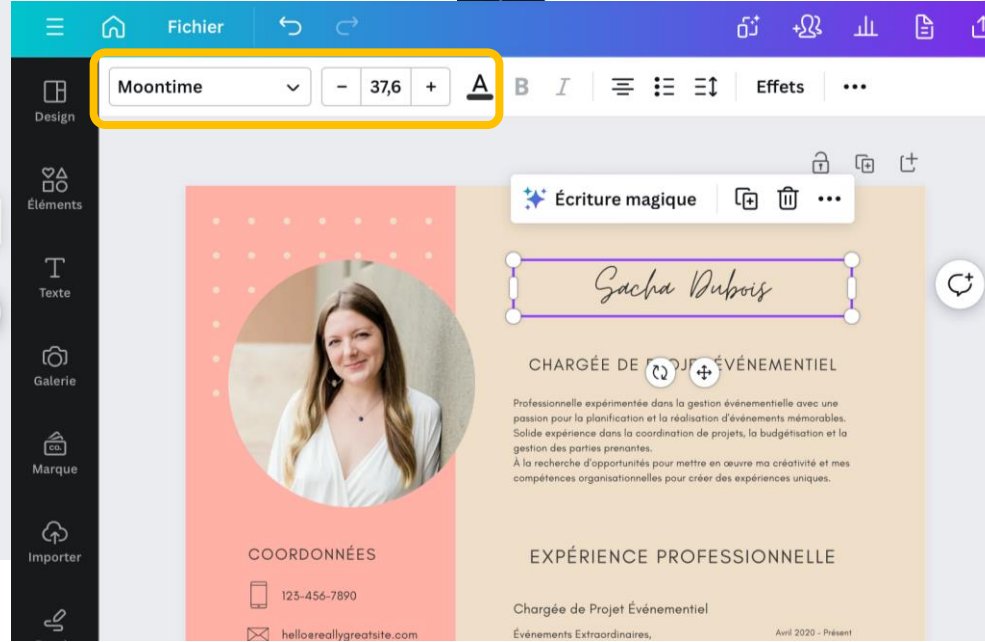 Fichier
Moontime
– 37,6 +
A B I Effets
Design
Éléments
Texte
Galerie
CO.
Marque
Importer
Écriture magique
Sacha Dubois
CHARGÉE DE PROJET ÉVÉNEMENTIEL
Professionnelle expérimentée dans la gestion événementielle avec une
passion pour la planification et la réalisation d'événements mémorables.
Solide expérience dans la coordination de projets, la budgétisation et la
gestion des parties prenantes.
À la recherche d'opportunités pour mettre en œuvre ma créativité et mes
compétences organisationnelles pour créer des expériences uniques.
COORDONNÉES
123-456-7890
hello@reallygreatsite.com
EXPÉRIENCE PROFESSIONNELLE
Chargée de Projet Événementiel
Événements Extraordinaires,
Avril 2020 - Présent